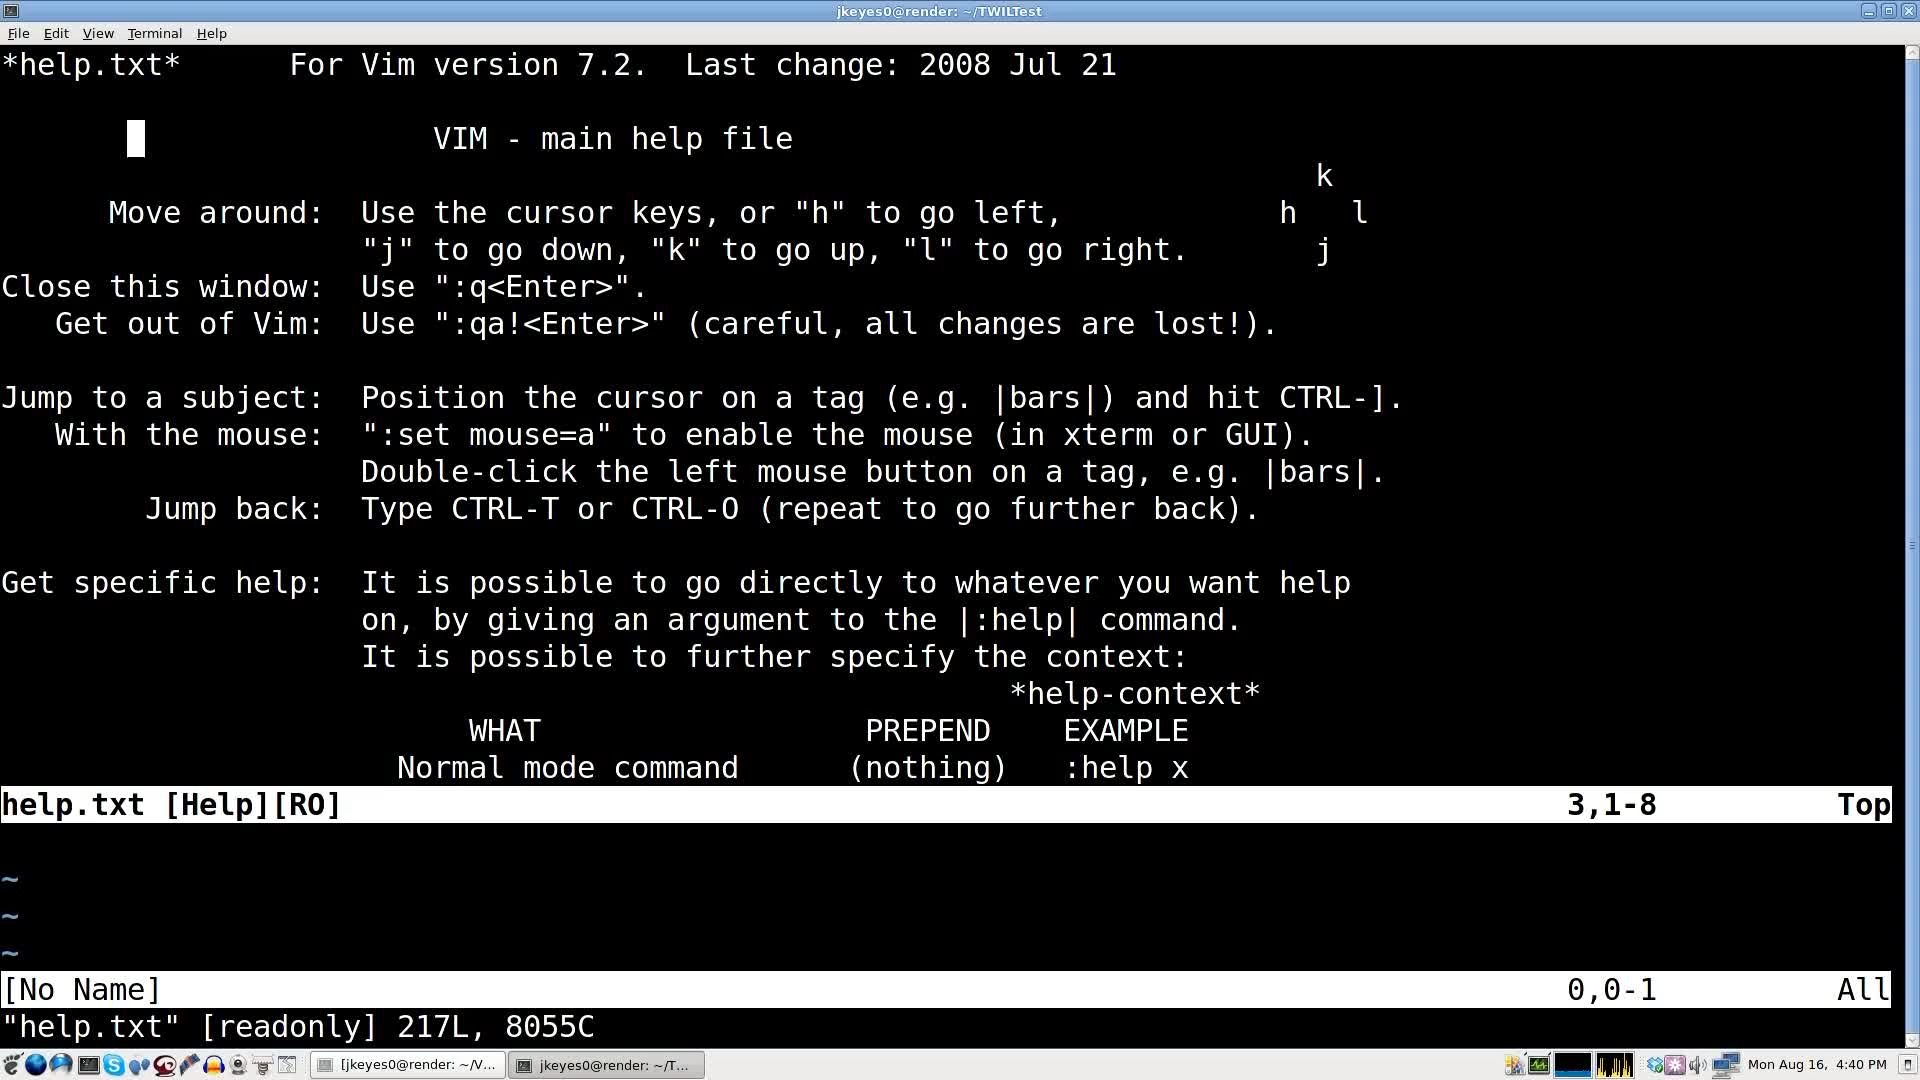 jkeyes0@render: ~/TWILTest
File Edit View Terminal Help
*help.txt*      For Vim version 7.2.  Last change: 2008 Jul 21
VIM - main help file
k
Move around:  Use the cursor keys, or "h" to go left,            h   l
"j" to go down, "k" to go up, "l" to go right.       j
Close this window:  Use ":q<Enter>".
Get out of Vim:  Use ":qa!<Enter>" (careful, all changes are lost!).
Jump to a subject:  Position the cursor on a tag (e.g. |bars|) and hit CTRL-].
With the mouse:  ":set mouse=a" to enable the mouse (in xterm or GUI).
Double-click the left mouse button on a tag, e.g. |bars|.
Jump back:  Type CTRL-T or CTRL-O (repeat to go further back).
Get specific help:  It is possible to go directly to whatever you want help
on, by giving an argument to the |:help| command.
It is possible to further specify the context:
*help-context*
WHAT                  PREPEND    EXAMPLE
Normal mode command      (nothing)   :help x
help.txt [Help][RO]                                                                    3,1-8          Top
~
~
~
[No Name]                                                                              0,0-1          All
"help.txt" [readonly] 217L, 8055C
[jkeyes0@render: ~/V... jkeyes0@render: ~/T... Mon Aug 16, 4:40 PM